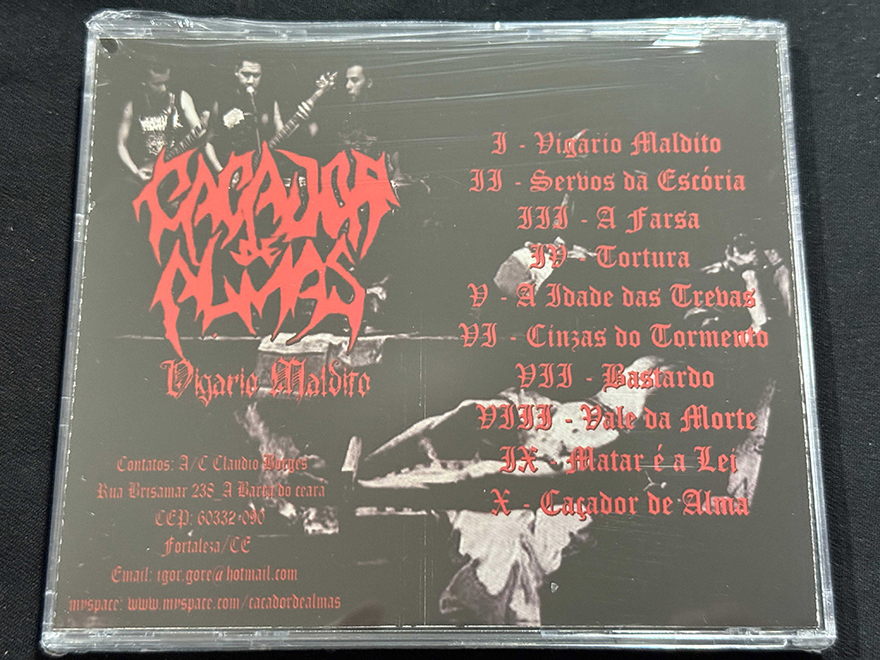 CAÇADOR
DE
ALMAS
Vigario Maldito
Contatos: A/C Claudio Borges
Rua Brisamar 238_A Barra do ceara
CEP: 60332-090
Fortaleza/CE
Email: igor.gore@hotmail.com
myspace: www.myspace.com/cacadordealmas
I - Vigario Maldito
II - Servos da Escória
III - A Farsa
IV - Tortura
V - A Idade das Trevas
VI - Cinzas do Tormento
VII - Bastardo
VIII - Vale da Morte
IX - Matar é a Lei
X - Caçador de Alma